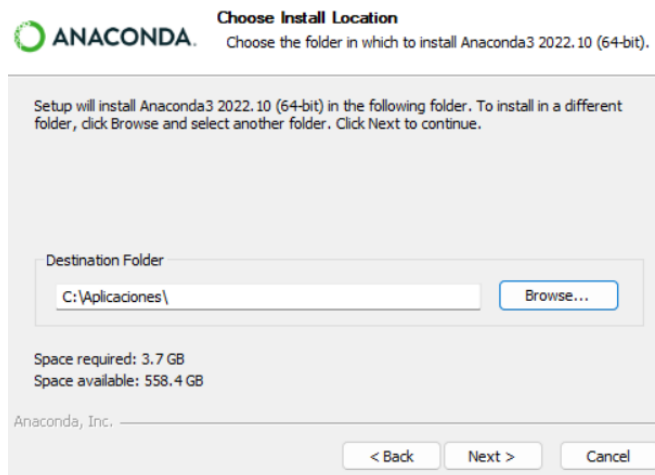 ANACONDA.
Choose Install Location
Choose the folder in which to install Anaconda3 2022.10 (64-bit).
Setup will install Anaconda3 2022.10 (64-bit) in the following folder. To install in a different
folder, click Browse and select another folder. Click Next to continue.
Destination Folder
C:\Aplicaciones\
Browse...
Space required: 3.7 GB
Space available: 558.4 GB
Anaconda, Inc.
< Back
Next >
Cancel